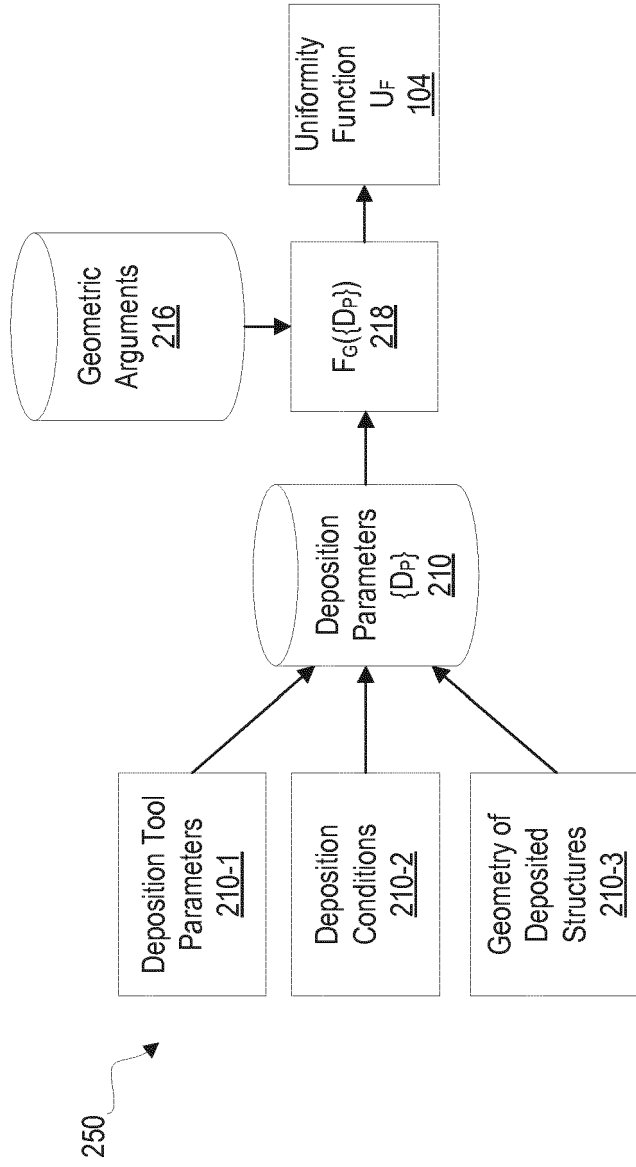 250
Deposition Tool
Parameters
210-1
Deposition
Conditions
210-2
Geometry of
Deposited
Structures
210-3
Deposition
Parameters
{DP}
210
Geometric
Arguments
216
FG({DP})
218
Uniformity
Function
UF
104